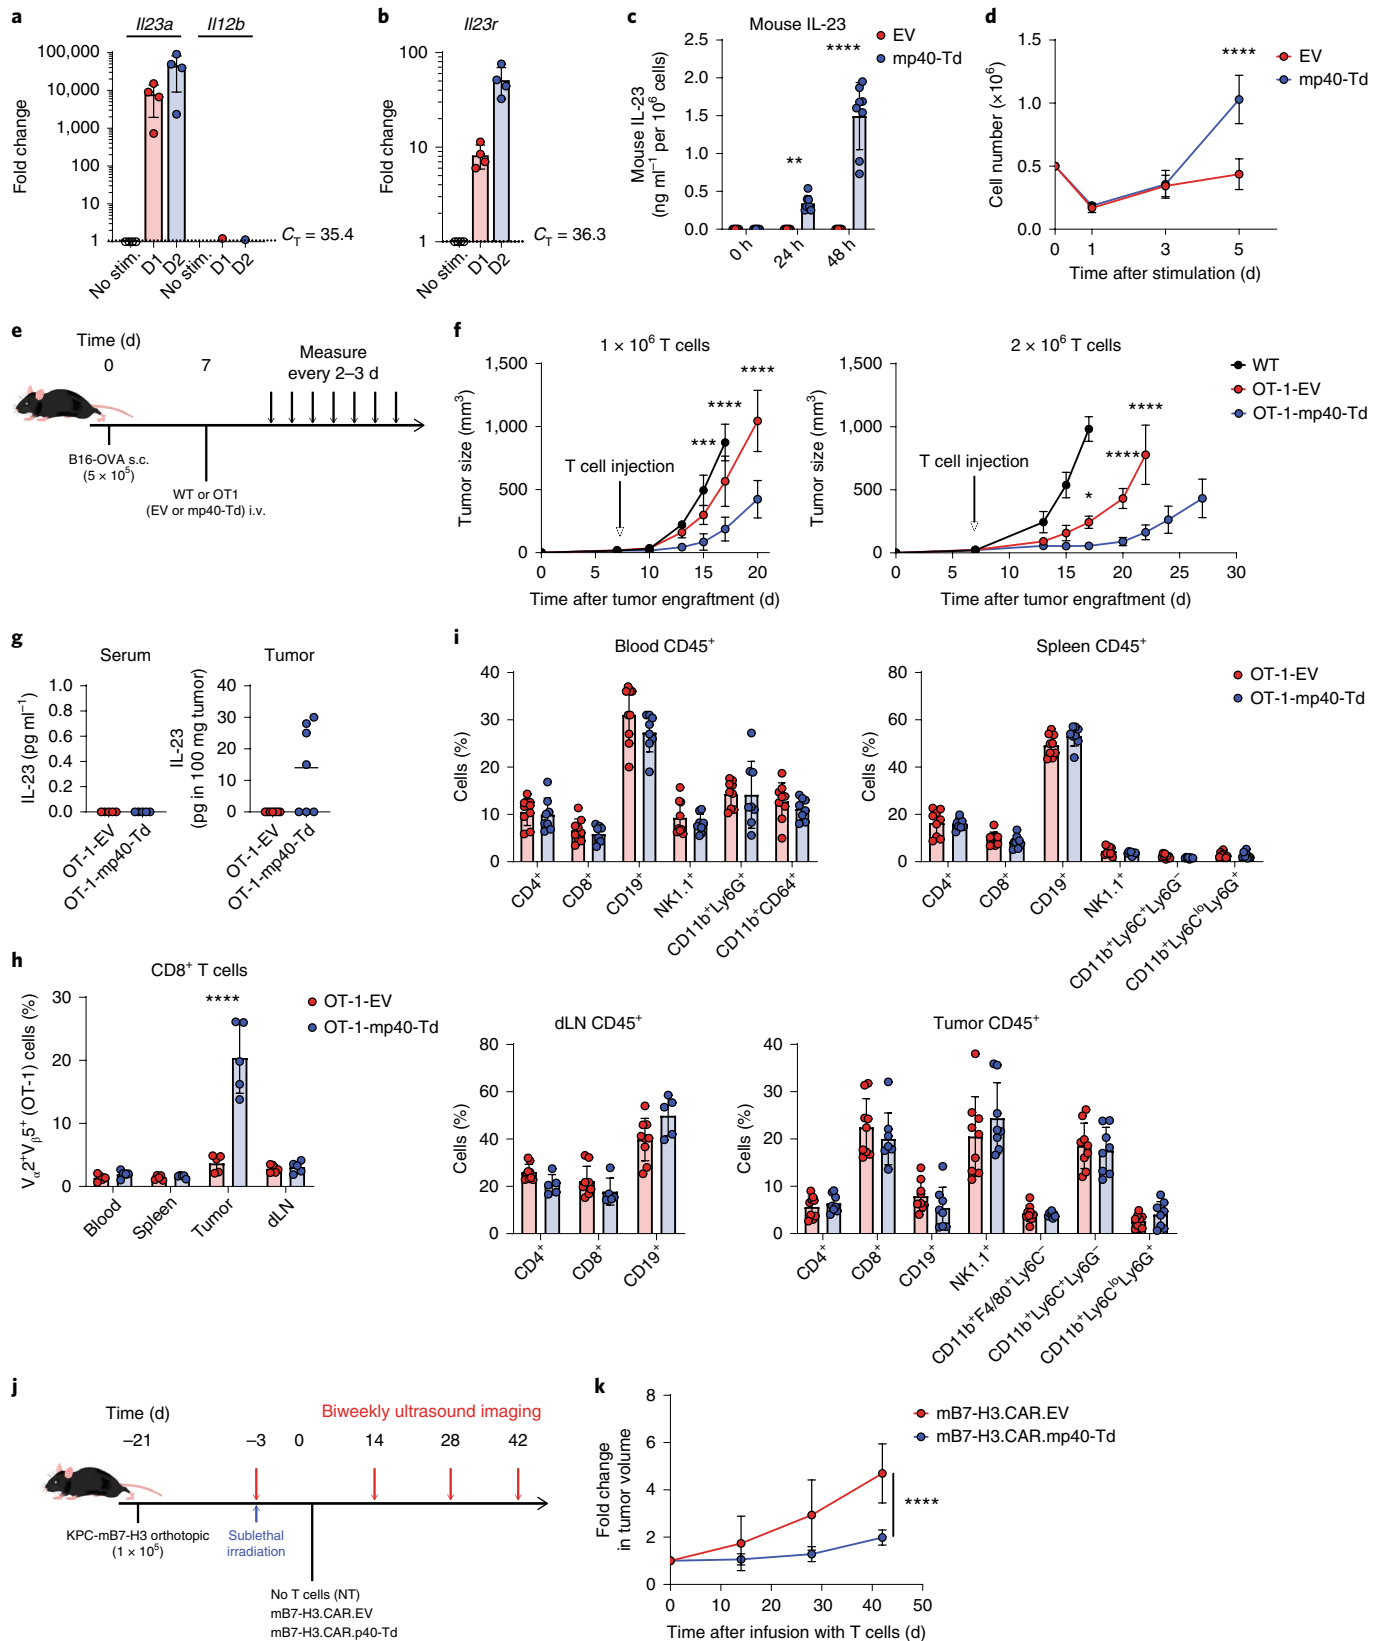 a
Il23a Il12b
Fold change
100,000
10,000
1,000
100
10
1
C_T = 35.4
No stim. D1 D2 No stim. D1 D2
b
Il23r
Fold change
100
10
1
C_T = 36.3
No stim. D1 D2
c
Mouse IL-23
EV
mp40-Td
Mouse IL-23
(ng ml⁻¹ per 10⁶ cells)
2.5
2.0
1.5
1.0
0.5
0.0
** ****
0 h 24 h 48 h
d
Cell number (×10⁶)
1.5
1.0
0.5
0.0
****
EV
mp40-Td
0 1 3 5
Time after stimulation (d)
e
Time (d)
0 7
Measure
every 2–3 d
B16-OVA s.c.
(5 × 10⁵)
WT or OT1
(EV or mp40-Td) i.v.
f
1 × 10⁶ T cells
Tumor size (mm³)
1,500
1,000
500
0
T cell injection
*** **** ****
0 5 10 15 20
Time after tumor engraftment (d)
2 × 10⁶ T cells
Tumor size (mm³)
1,500
1,000
500
0
T cell injection
* **** ****
0 5 10 15 20 25 30
Time after tumor engraftment (d)
WT
OT-1-EV
OT-1-mp40-Td
g
Serum
IL-23 (pg ml⁻¹)
1.0
0.8
0.6
0.4
0.2
0.0
OT-1-EV
OT-1-mp40-Td
Tumor
IL-23
(pg in 100 mg tumor)
40
30
20
10
0
OT-1-EV
OT-1-mp40-Td
i
Blood CD45⁺
Cells (%)
40
30
20
10
0
CD4⁺ CD8⁺ CD19⁺ NK1.1⁺ CD11b⁺Ly6G⁺ CD11b⁺CD64⁺
Spleen CD45⁺
Cells (%)
80
60
40
20
0
CD4⁺ CD8⁺ CD19⁺ NK1.1⁺ CD11b⁺Ly6C⁺Ly6G⁻ CD11b⁺Ly6C^loLy6G⁺
OT-1-EV
OT-1-mp40-Td
h
CD8⁺ T cells
V_α2⁺V_β5⁺ (OT-1) cells (%)
30
20
10
0
****
Blood Spleen Tumor dLN
OT-1-EV
OT-1-mp40-Td
dLN CD45⁺
Cells (%)
80
60
40
20
0
CD4⁺ CD8⁺ CD19⁺
Tumor CD45⁺
Cells (%)
40
30
20
10
0
CD4⁺ CD8⁺ CD19⁺ NK1.1⁺ CD11b⁺F4/80⁺Ly6C⁻ CD11b⁺Ly6C⁺Ly6G⁻ CD11b⁺Ly6C^loLy6G⁺
j
Time (d)
Biweekly ultrasound imaging
–21 –3 0 14 28 42
KPC-mB7-H3 orthotopic
(1 × 10⁵)
Sublethal
irradiation
No T cells (NT)
mB7-H3.CAR.EV
mB7-H3.CAR.p40-Td
k
Fold change
in tumor volume
8
6
4
2
0
mB7-H3.CAR.EV
mB7-H3.CAR.mp40-Td
****
0 10 20 30 40 50
Time after infusion with T cells (d)